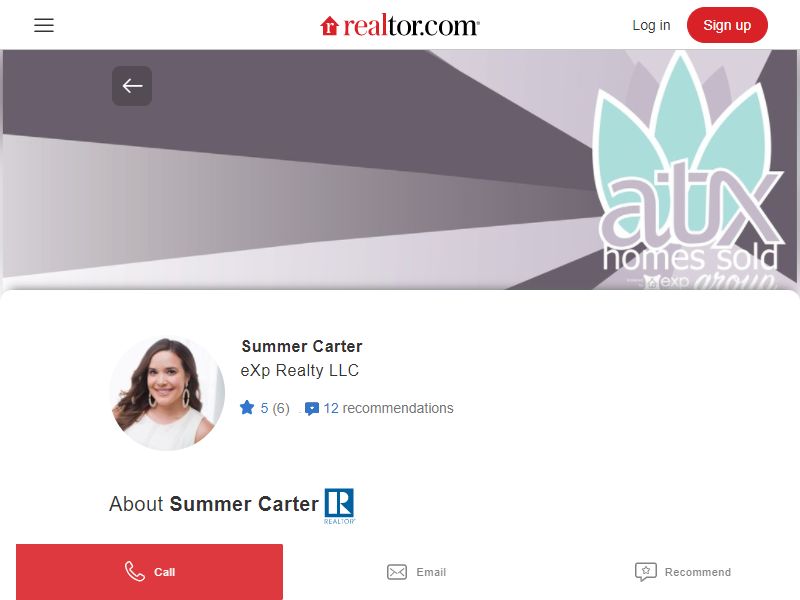 realtor.com®
Log in
Sign up
atx
homes sold
exp group
Summer Carter
eXp Realty LLC
5 (6)
12 recommendations
About Summer Carter
REALTOR®
Call
Email
Recommend